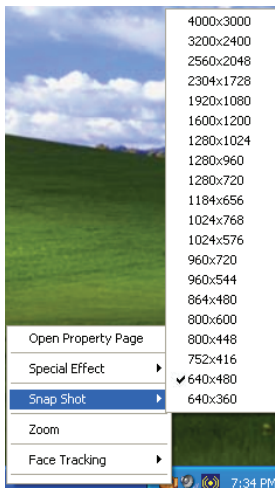 4000x3000
3200x2400
2560x2048
2304x1728
1920x1080
1600x1200
1280x1024
1280x960
1280x720
1184x656
1024x768
1024x576
960x720
960x544
864x480
800x600
800x448
752x416
640x480
640x360
Open Property Page
Special Effect
Snap Shot
Zoom
Face Tracking
7:34 PM